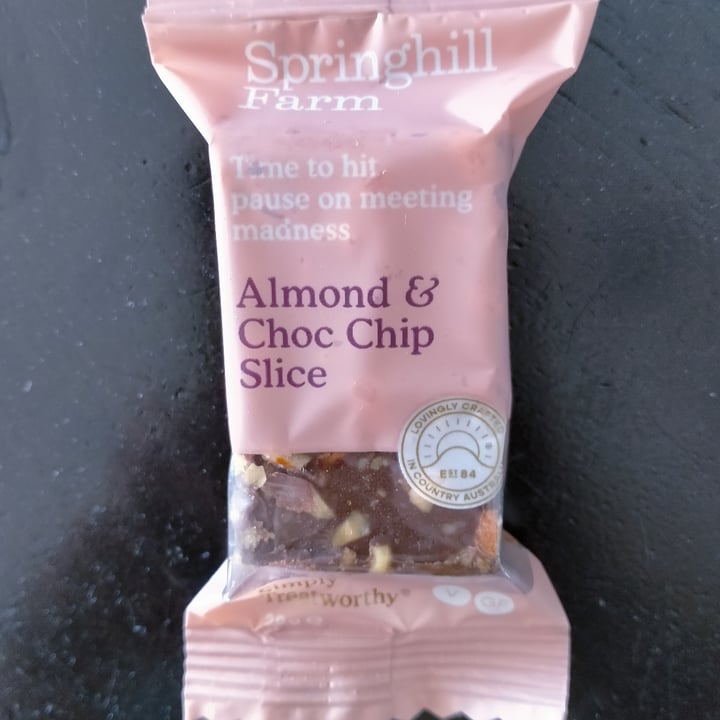 Springhill
Farm
Time to hit
pause on meeting
madness
Almond &
Choc Chip
Slice
LOVINGLY CRAFTED
EST 84
IN COUNTRY AUSTRALIA
Simply
Treatworthy®
V GF